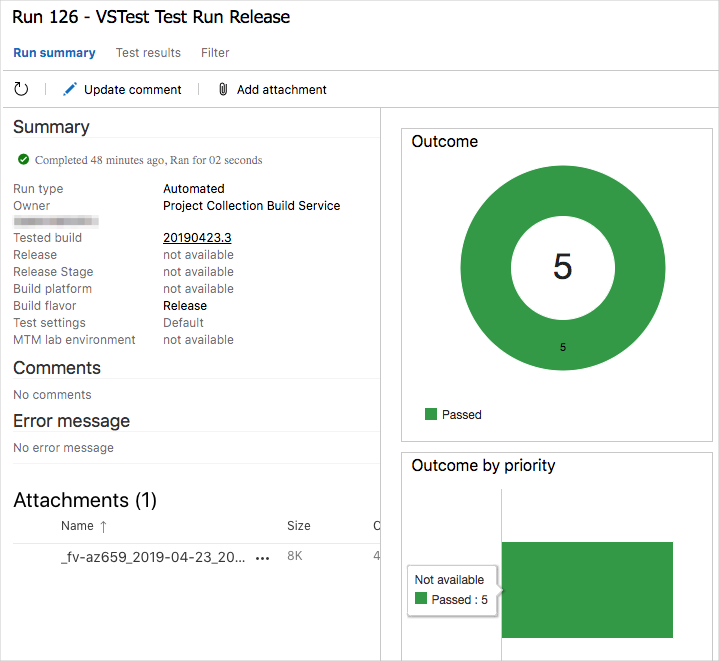 Run 126 - VSTest Test Run Release
Run summary Test results Filter
Update comment Add attachment
Summary
Completed 48 minutes ago, Ran for 02 seconds
Run type Automated
Owner Project Collection Build Service
Tested build 20190423.3
Release not available
Release Stage not available
Build platform not available
Build flavor Release
Test settings Default
MTM lab environment not available
Comments
No comments
Error message
No error message
Attachments (1)
Name ↑ Size
_fv-az659_2019-04-23_20... ••• 8K 4
Outcome
5
5
Passed
Outcome by priority
Not available
Passed : 5